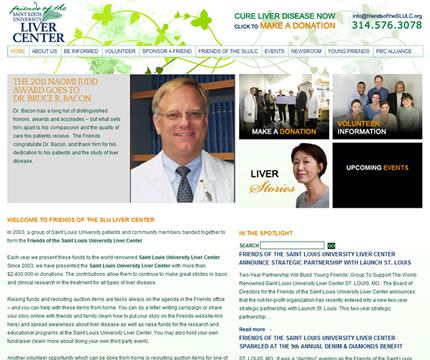 friends of the
SAINT LOUIS
UNIVERSITY
LIVER
CENTER
CURE LIVER DISEASE NOW
CLICK TO MAKE A DONATION
info@friendsoftheSLULC.org
314.576.3078
HOME
ABOUT US
BE INFORMED
VOLUNTEER
SPONSOR A FRIEND
FRIENDS OF THE SLULC
EVENTS
NEWSROOM
YOUNG FRIENDS
PBC ALLIANCE
THE 2011 NAOMI JUDD
AWARD GOES TO
DR. BRUCE R. BACON
Dr. Bacon has a long list of distinguished
honors, awards and accolades – but what sets
him apart is his compassion and the quality of
care his patients receive. The Friends
congratulate Dr. Bacon, and thank him for his
dedication to his patients and the study of liver
disease.
MAKE A DONATION
VOLUNTEER
INFORMATION
LIVER
Stories
UPCOMING EVENTS
WELCOME TO FRIENDS OF THE SLU LIVER CENTER
In 2003, a group of Saint Louis University patients and community members banded together to
form the Friends of the Saint Louis University Liver Center.
Each year we present these funds to the world renowned Saint Louis University Liver Center.
Since 2003, we have presented the Saint Louis University Liver Center with more than
$2,400,000 in donations. The contributions allow them to continue to make great strides in basic
and clinical research in the treatment for all types of liver disease.
Raising funds and recruiting auction items are tasks always on the agenda in the Friends office
– and you can help with these items from home. You can do a letter writing campaign or share
your story online with friends and family (learn how to put your story on the Friends website-link
here) and spread awareness about liver disease as well as raise funds for the research and
educational programs at the Saint Louis University Liver Center. You may also hold your own
fundraiser (learn more about doing your own third party event).
Another wonderful opportunity which can be done from home is recruiting auction items for one of
IN THE SPOTLIGHT
SEARCH
FRIENDS OF THE SAINT LOUIS UNIVERSITY LIVER CENTER
ANNOUNCE STRATEGIC PARTNERSHIP WITH LAUNCH ST. LOUIS
Two-Year Partnership Will Build 'Young Friends' Group To Support The World-
Renowned Saint Louis University Liver Center ST. LOUIS, MO, The Board of
Directors for the Friends of the Saint Louis University Liver Center announced
that the not-for-profit organization has recently entered into a new two-year
strategic partnership with Launch St. Louis. This two-year strategic
partnership…
Read more
FRIENDS OF THE SAINT LOUIS UNIVERSITY LIVER CENTER
SPARKLED AT THE 9th ANNUAL DENIM & DIAMONDS BENEFIT
ST. LOUIS, MO, It was a "dazzling" evening as the Friends of the Saint Louis